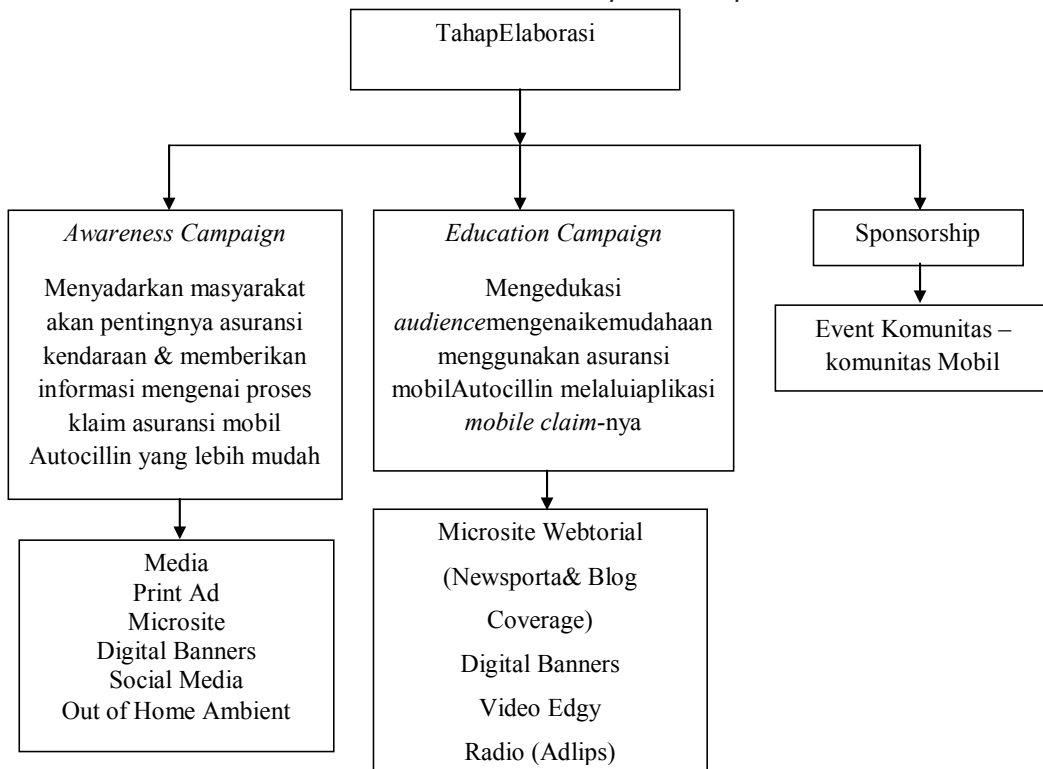 TahapElaborasi
Awareness Campaign
Menyadarkan masyarakat
akan pentingnya asuransi
kendaraan & memberikan
informasi mengenai proses
klaim asuransi mobil
Autocillin yang lebih mudah
Media
Print Ad
Microsite
Digital Banners
Social Media
Out of Home Ambient
Education Campaign
Mengedukasi
audiencemengenaikemudahaan
menggunakan asuransi
mobilAutocillin melaluiaplikasi
mobile claim-nya
Microsite Webtorial
(Newsporta& Blog
Coverage)
Digital Banners
Video Edgy
Radio (Adlips)
Sponsorship
Event Komunitas –
komunitas Mobil